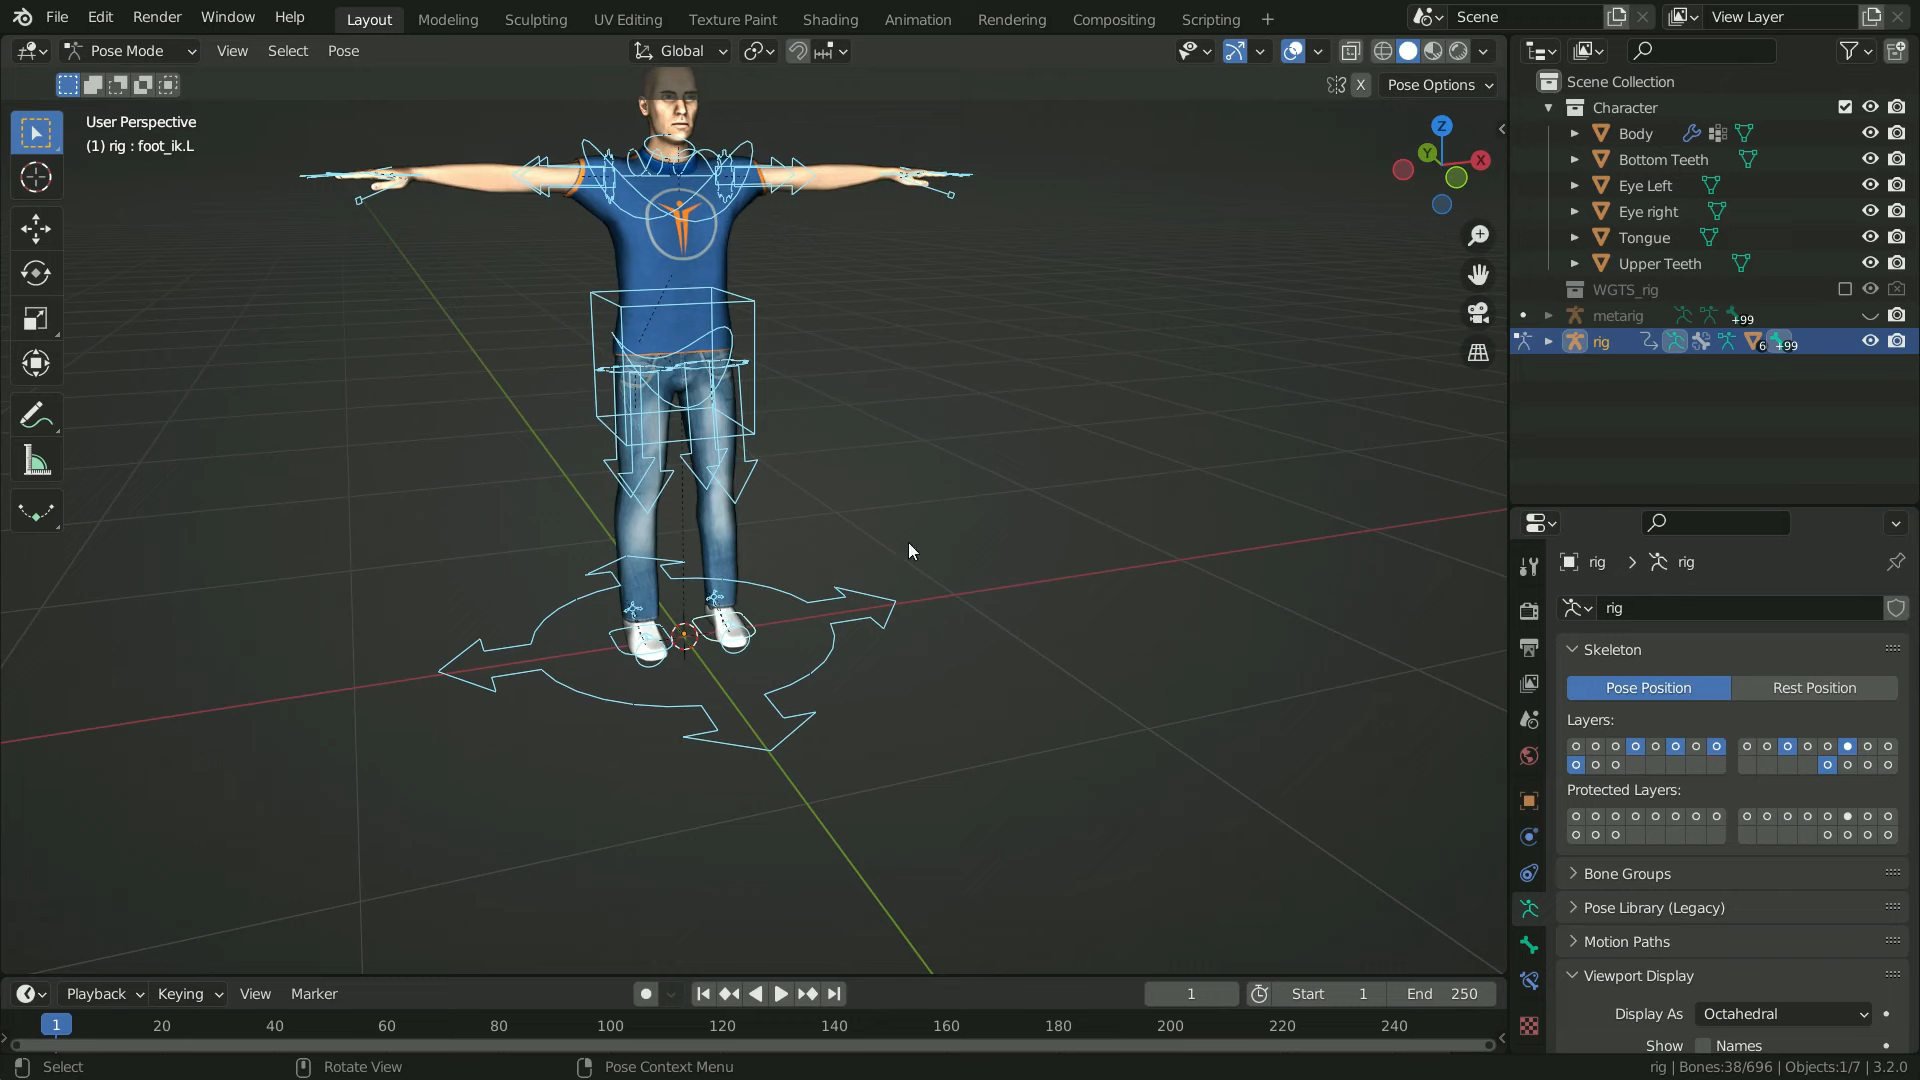 File Edit Render Window Help Layout Modeling Sculpting UV Editing Texture Paint Shading Animation Rendering Compositing Scripting + Scene View Layer
Pose Mode View Select Pose Global
X Pose Options
User Perspective
(1) rig : foot_ik.L
Z
Y
X
Scene Collection
Character
Body
Bottom Teeth
Eye Left
Eye right
Tongue
Upper Teeth
WGTS_rig
metarig +99
rig 6 +99
rig > rig
rig
Skeleton
Pose Position Rest Position
Layers:
Protected Layers:
Bone Groups
Pose Library (Legacy)
Motion Paths
Viewport Display
Display As Octahedral
Show Names
Playback Keying View Marker 1 Start 1 End 250
1 20 40 60 80 100 120 140 160 180 200 220 240
Select Rotate View Pose Context Menu rig | Bones:38/696 | Objects:1/7 | 3.2.0